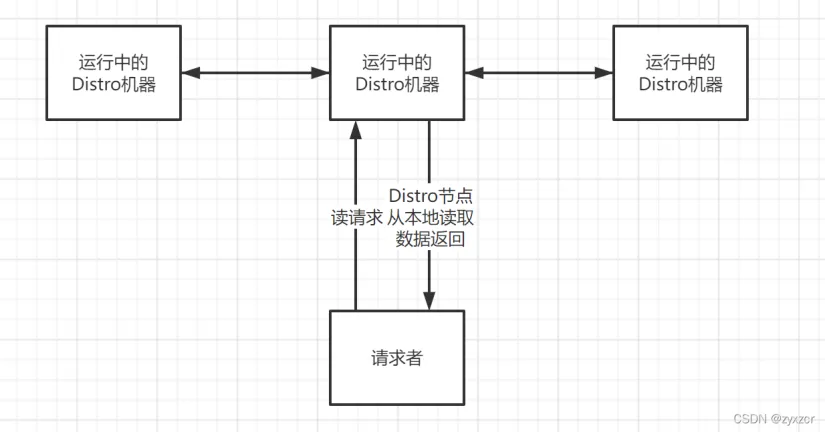 运行中的
Distro机器
运行中的
Distro机器
运行中的
Distro机器
读请求
Distro节点
从本地读取
数据返回
请求者
CSDN @zyxzcr